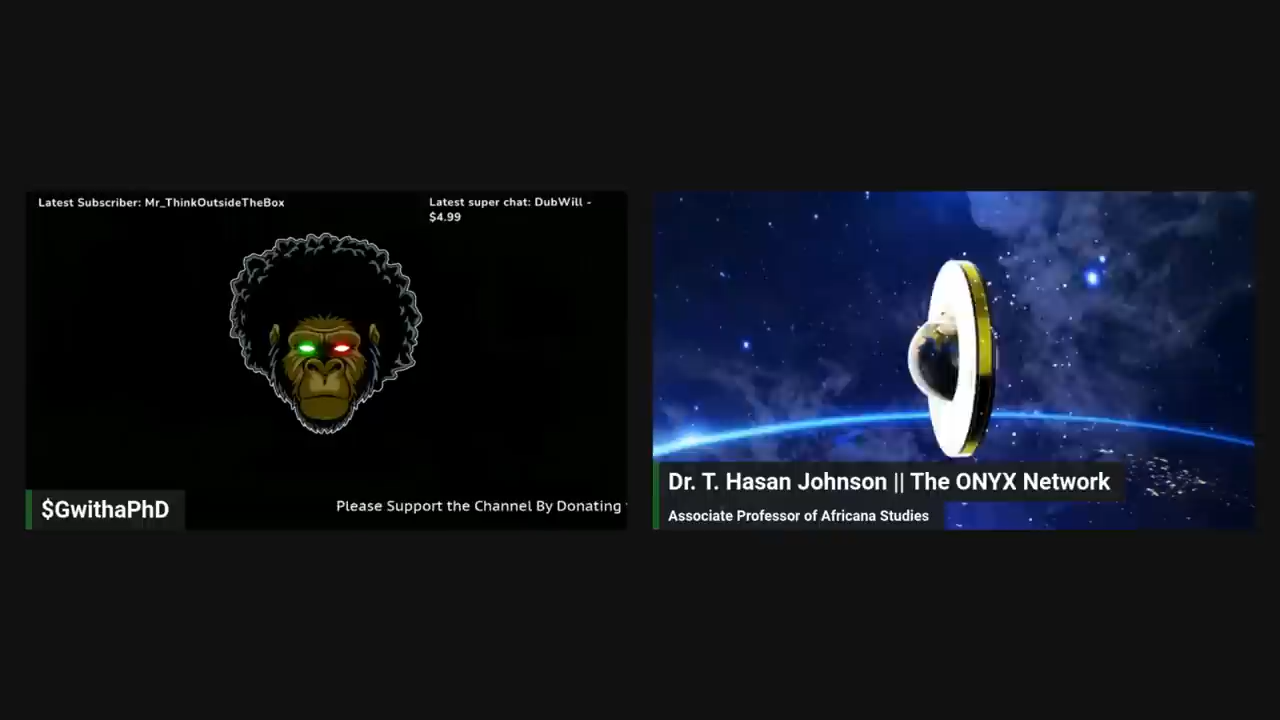 Latest Subscriber: Mr_ThinkOutsideTheBox
Latest super chat: DubWill -
$4.99
$GwithaPhD
Please Support the Channel By Donating
Dr. T. Hasan Johnson || The ONYX Network
Associate Professor of Africana Studies